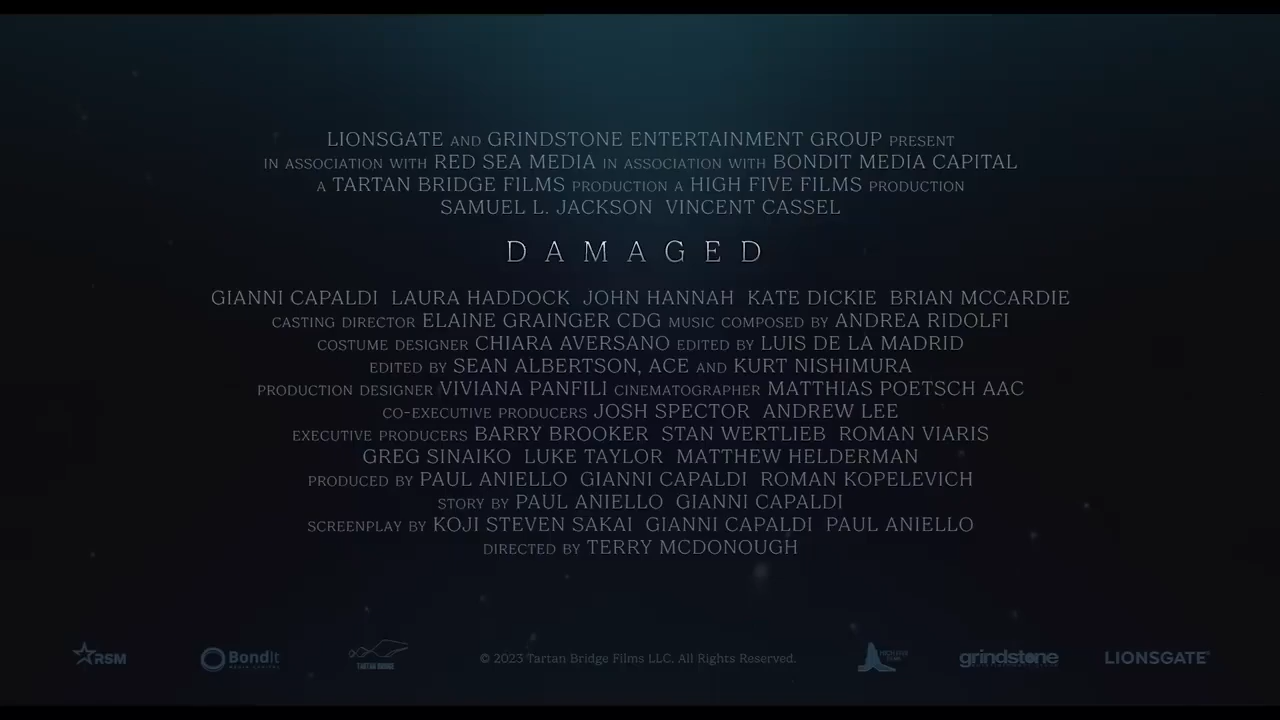 LIONSGATE AND GRINDSTONE ENTERTAINMENT GROUP PRESENT
IN ASSOCIATION WITH RED SEA MEDIA IN ASSOCIATION WITH BONDIT MEDIA CAPITAL
A TARTAN BRIDGE FILMS PRODUCTION A HIGH FIVE FILMS PRODUCTION
SAMUEL L. JACKSON VINCENT CASSEL
DAMAGED
GIANNI CAPALDI LAURA HADDOCK JOHN HANNAH KATE DICKIE BRIAN MCCARDIE
CASTING DIRECTOR ELAINE GRAINGER CDG MUSIC COMPOSED BY ANDREA RIDOLFI
COSTUME DESIGNER CHIARA AVERSANO EDITED BY LUIS DE LA MADRID
EDITED BY SEAN ALBERTSON, ACE AND KURT NISHIMURA
PRODUCTION DESIGNER VIVIANA PANFILI CINEMATOGRAPHER MATTHIAS POETSCH AAC
CO-EXECUTIVE PRODUCERS JOSH SPECTOR ANDREW LEE
EXECUTIVE PRODUCERS BARRY BROOKER STAN WERTLIEB ROMAN VIARIS
GREG SINAIKO LUKE TAYLOR MATTHEW HELDERMAN
PRODUCED BY PAUL ANIELLO GIANNI CAPALDI ROMAN KOPELEVICH
STORY BY PAUL ANIELLO GIANNI CAPALDI
SCREENPLAY BY KOJI STEVEN SAKAI GIANNI CAPALDI PAUL ANIELLO
DIRECTED BY TERRY MCDONOUGH
RSM BondIt MEDIA CAPITAL TARTAN BRIDGE © 2023 Tartan Bridge Films LLC. All Rights Reserved. HIGH FIVE FILMS grindstone LIONSGATE